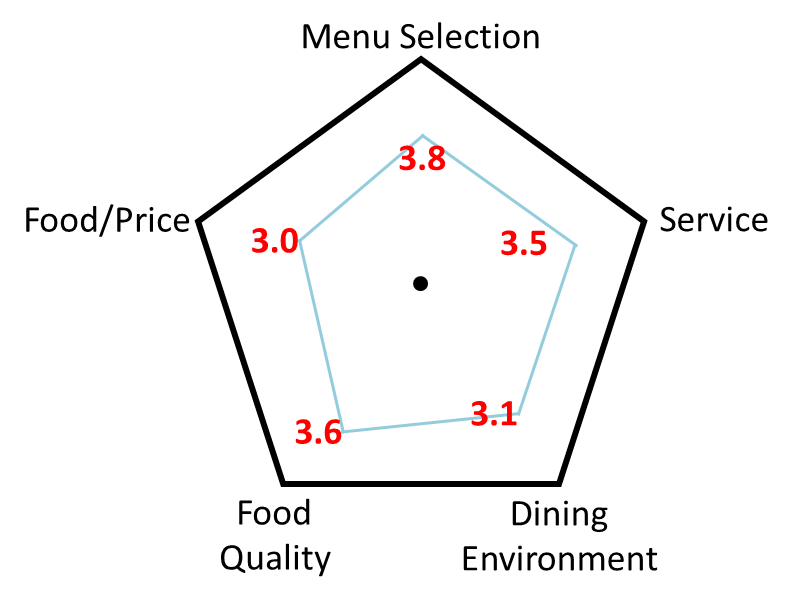 Menu Selection
3.8
Food/Price
3.0
3.5
Service
3.6
3.1
Food
Quality
Dining
Environment